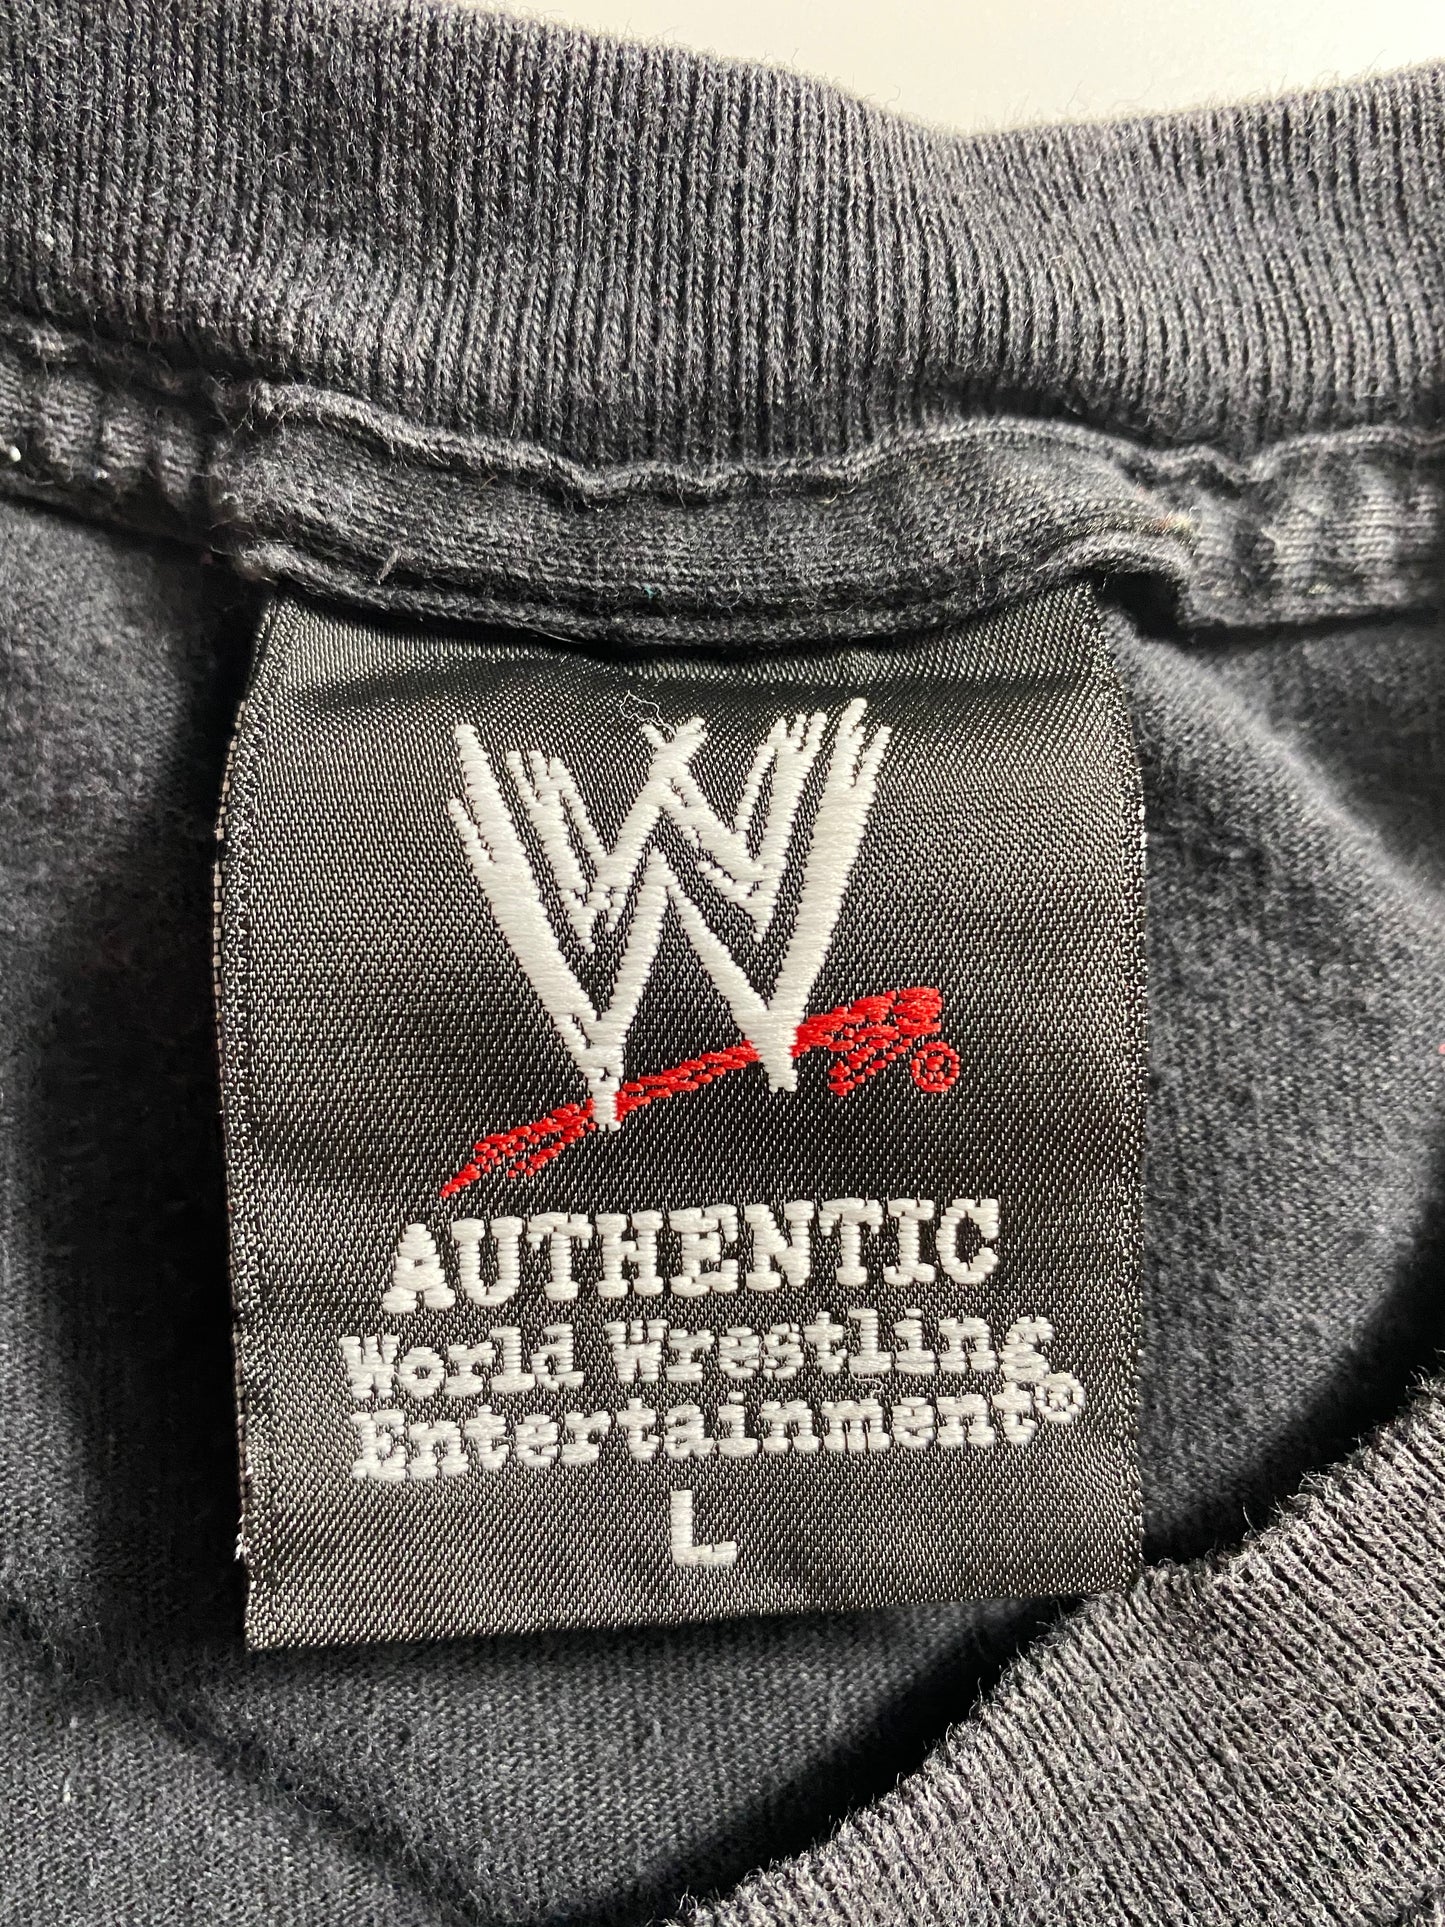 W
®
AUTHENTIC
World Wrestling
Entertainment®
L